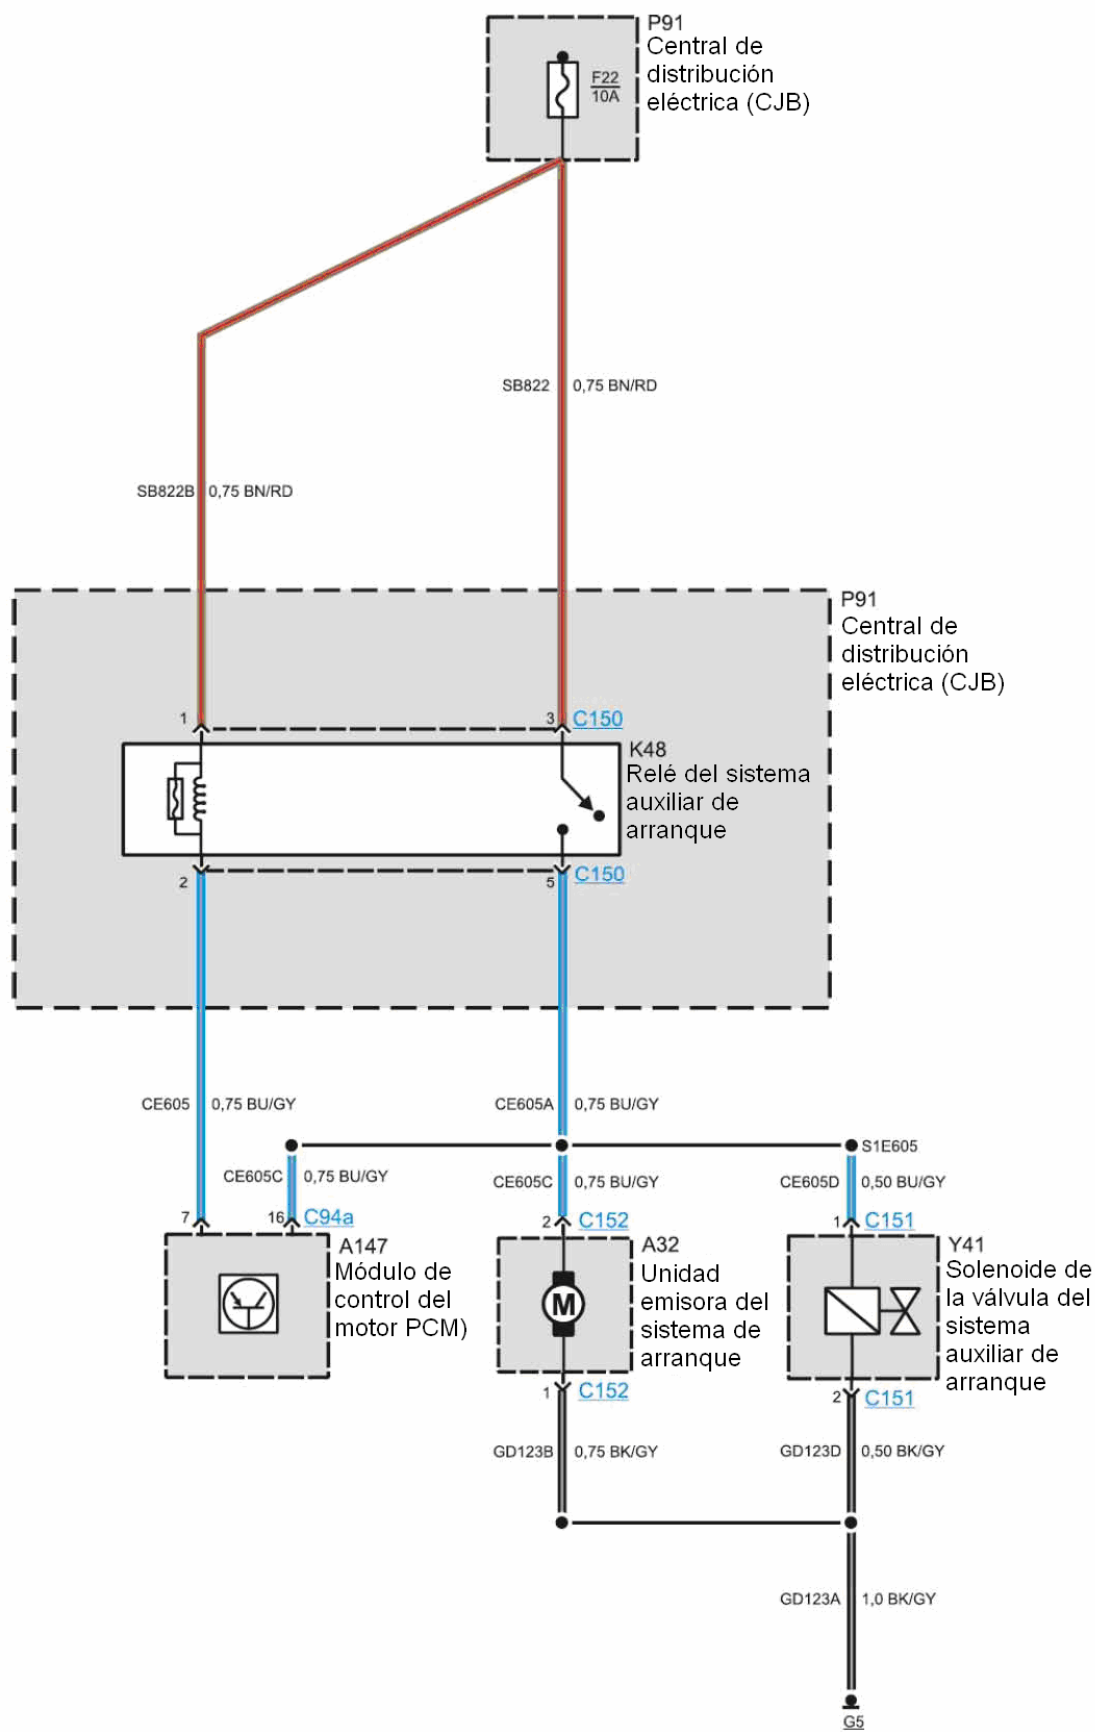 P91
Central de
distribución
eléctrica (CJB)
F22
10A
SB822 0,75 BN/RD
SB822B 0,75 BN/RD
P91
Central de
distribución
eléctrica (CJB)
1 3 C150
K48
Relé del sistema
auxiliar de
arranque
2 5 C150
CE605 0,75 BU/GY CE605A 0,75 BU/GY
S1E605
CE605C 0,75 BU/GY CE605C 0,75 BU/GY CE605D 0,50 BU/GY
7 16 C94a 2 C152 1 C151
A147
Módulo de
control del
motor PCM)
A32
Unidad
emisora del
sistema de
arranque
M
Y41
Solenoide de
la válvula del
sistema
auxiliar de
arranque
1 C152 2 C151
GD123B 0,75 BK/GY GD123D 0,50 BK/GY
GD123A 1,0 BK/GY
G5